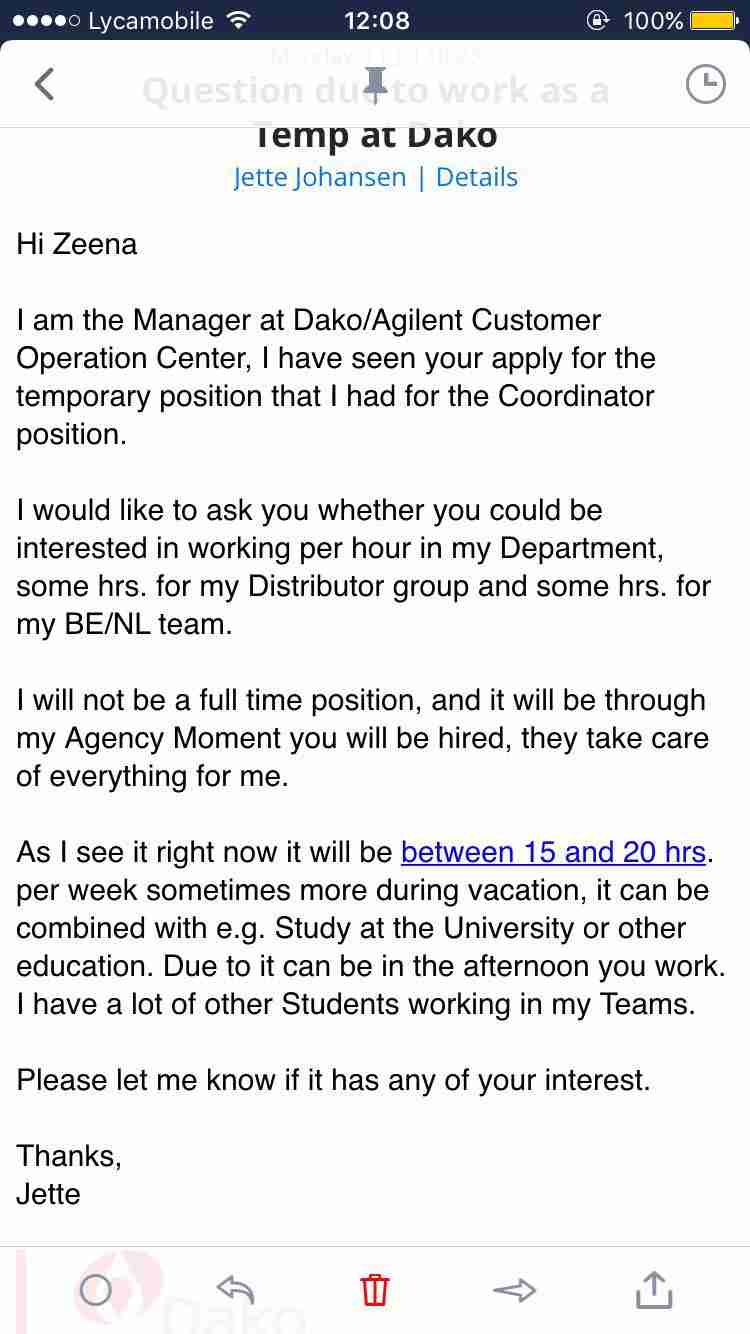 Lycamobile 12:08 100%
Question due to work as a
Temp at Dako
Jette Johansen | Details
Hi Zeena
I am the Manager at Dako/Agilent Customer
Operation Center, I have seen your apply for the
temporary position that I had for the Coordinator
position.
I would like to ask you whether you could be
interested in working per hour in my Department,
some hrs. for my Distributor group and some hrs. for
my BE/NL team.
I will not be a full time position, and it will be through
my Agency Moment you will be hired, they take care
of everything for me.
As I see it right now it will be between 15 and 20 hrs.
per week sometimes more during vacation, it can be
combined with e.g. Study at the University or other
education. Due to it can be in the afternoon you work.
I have a lot of other Students working in my Teams.
Please let me know if it has any of your interest.
Thanks,
Jette
Dako